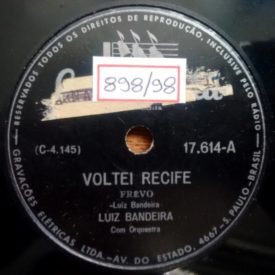 RESERVADOS TODOS OS DIREITOS DE REPRODUÇÃO, INCLUSIVE PELO RADIO
898/98
(C-4.145)
17.614-A
VOLTEI RECIFE
FREVO
-Luiz Bandeira
LUIZ BANDEIRA
Com Orquestra
GRAVAÇÕES ELÉTRICAS LTDA.-AV. DO ESTADO, 4667-S. PAULO-BRASIL